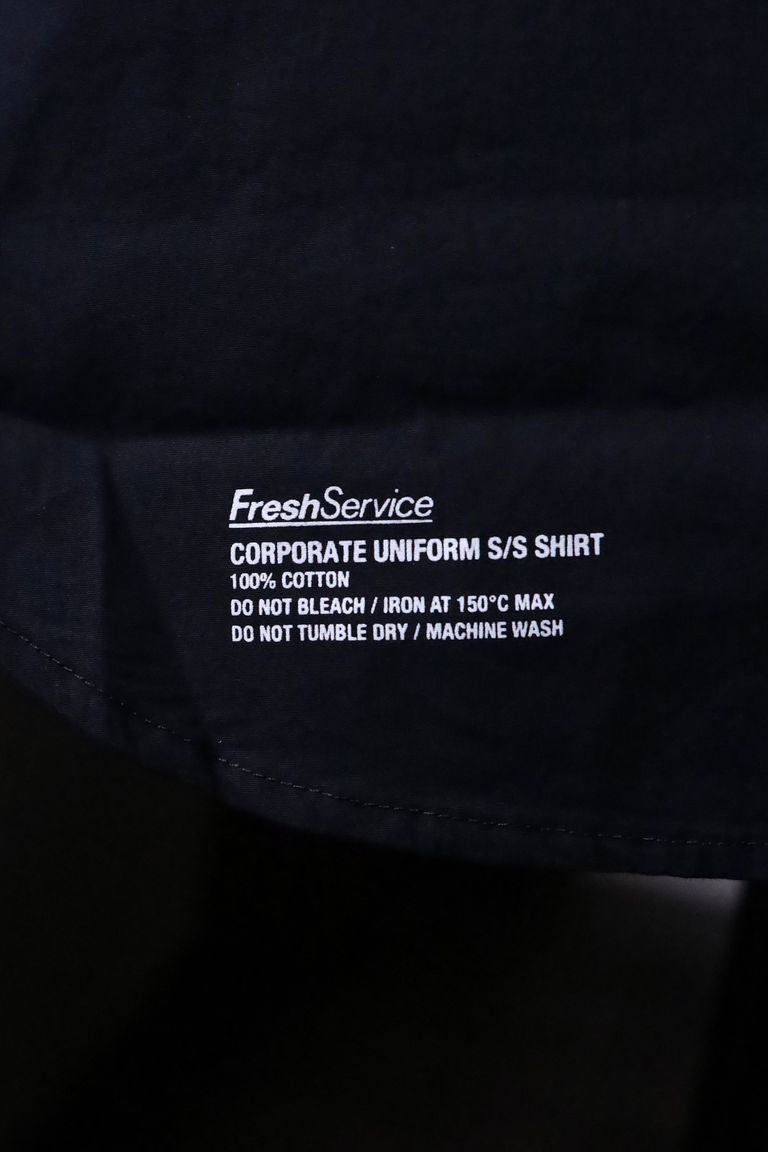 FreshService
CORPORATE UNIFORM S/S SHIRT
100% COTTON
DO NOT BLEACH / IRON AT 150°C MAX
DO NOT TUMBLE DRY / MACHINE WASH